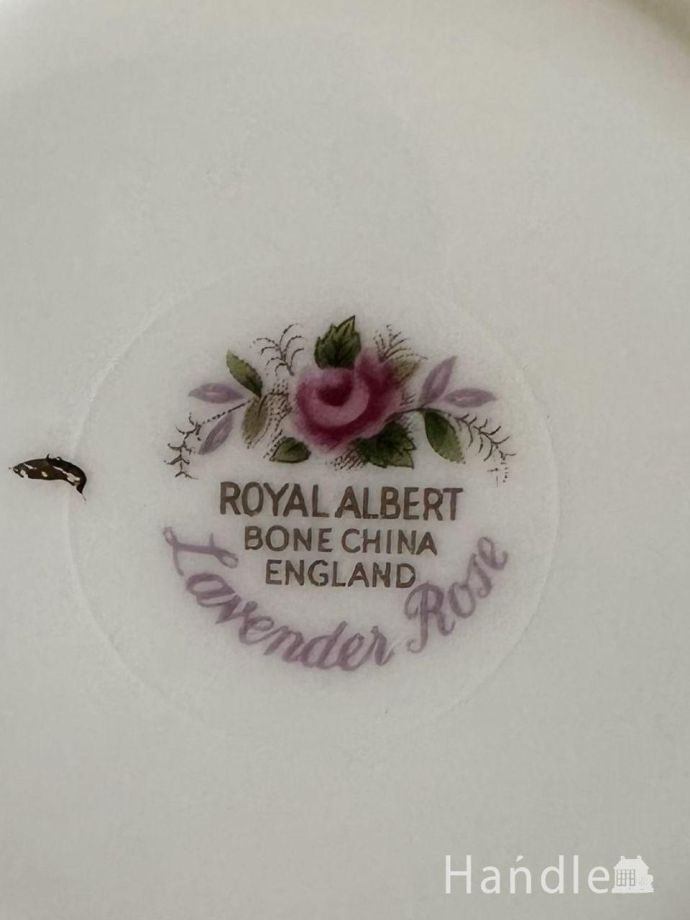 ROYAL ALBERT
BONE CHINA
ENGLAND
Lavender Rose
Handle